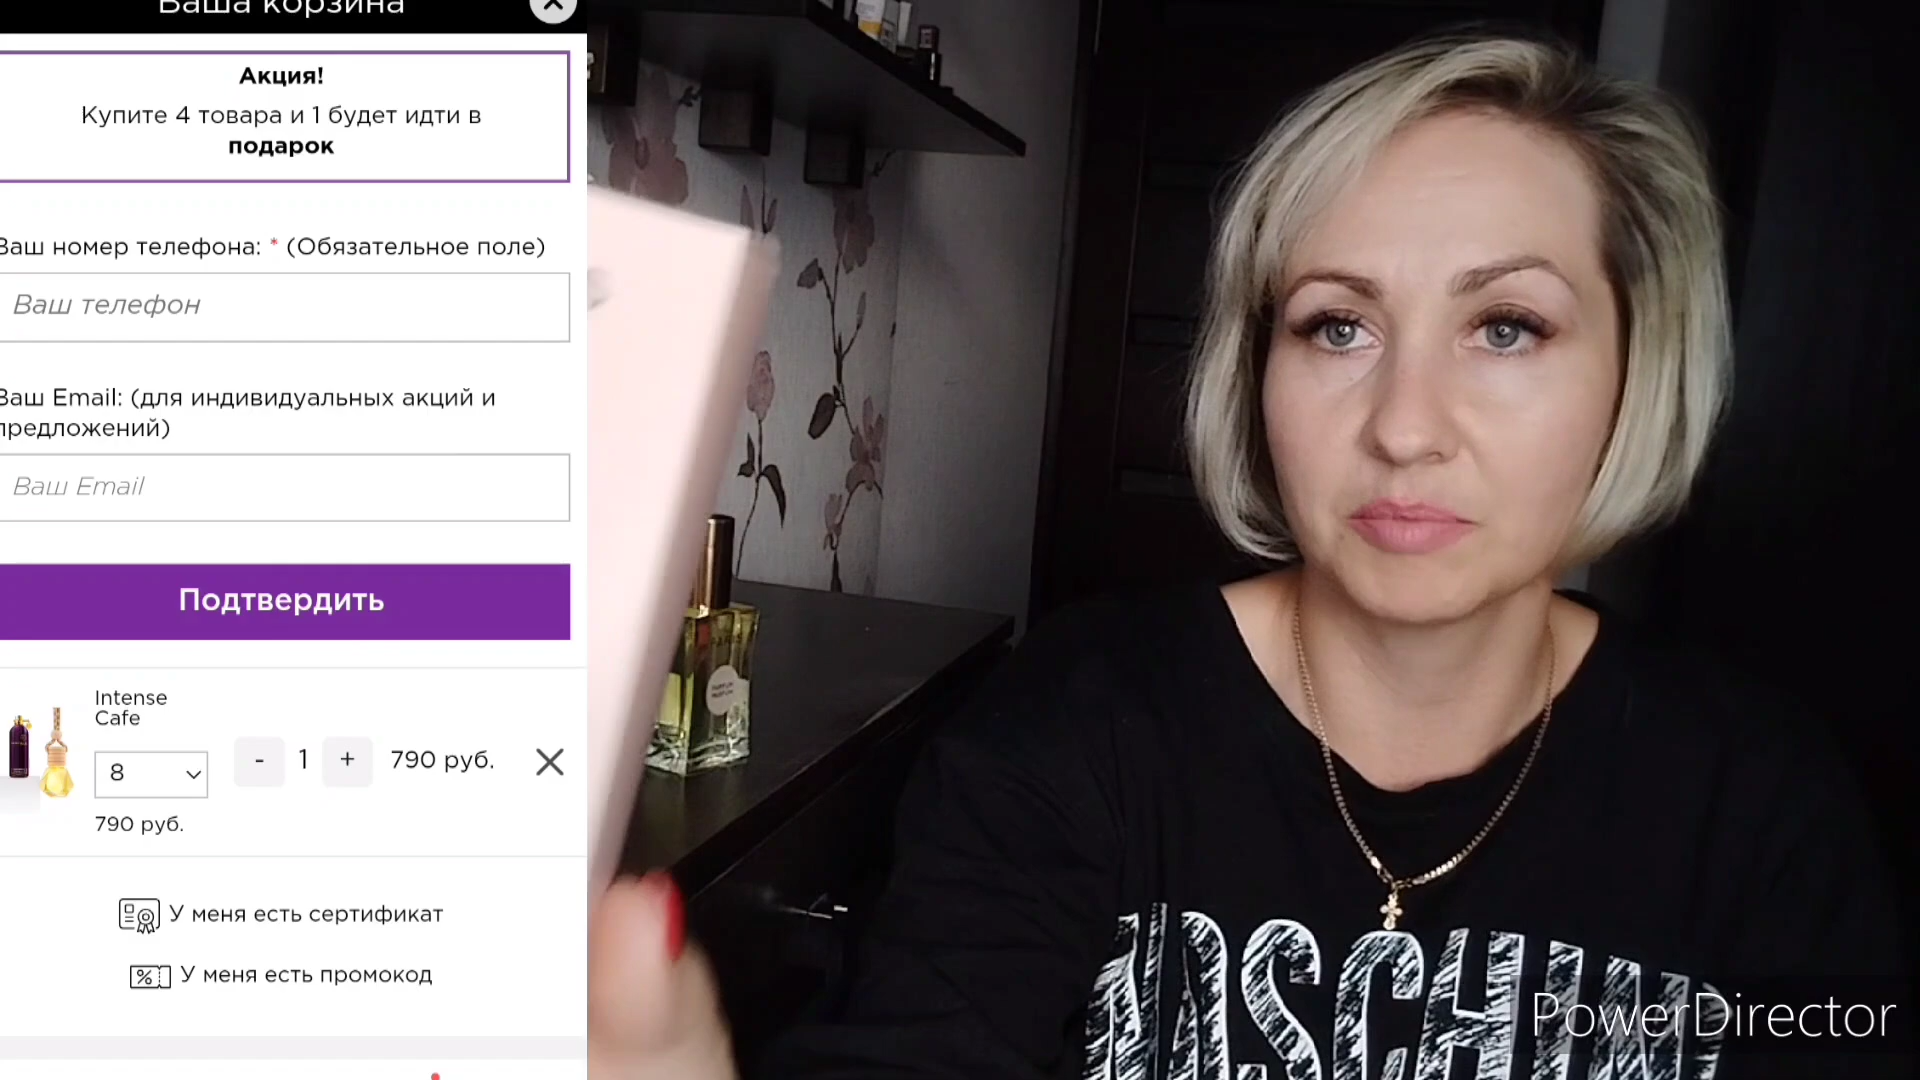 Ваша корзина
Акция!
Купите 4 товара и 1 будет идти в
подарок
Ваш номер телефона: * (Обязательное поле)
Ваш телефон
Ваш Email: (для индивидуальных акций и
предложений)
Ваш Email
Подтвердить
Intense
Cafe
8
- 1 +
790 руб.
790 руб.
У меня есть сертификат
У меня есть промокод
MOSCHIN
PowerDirector